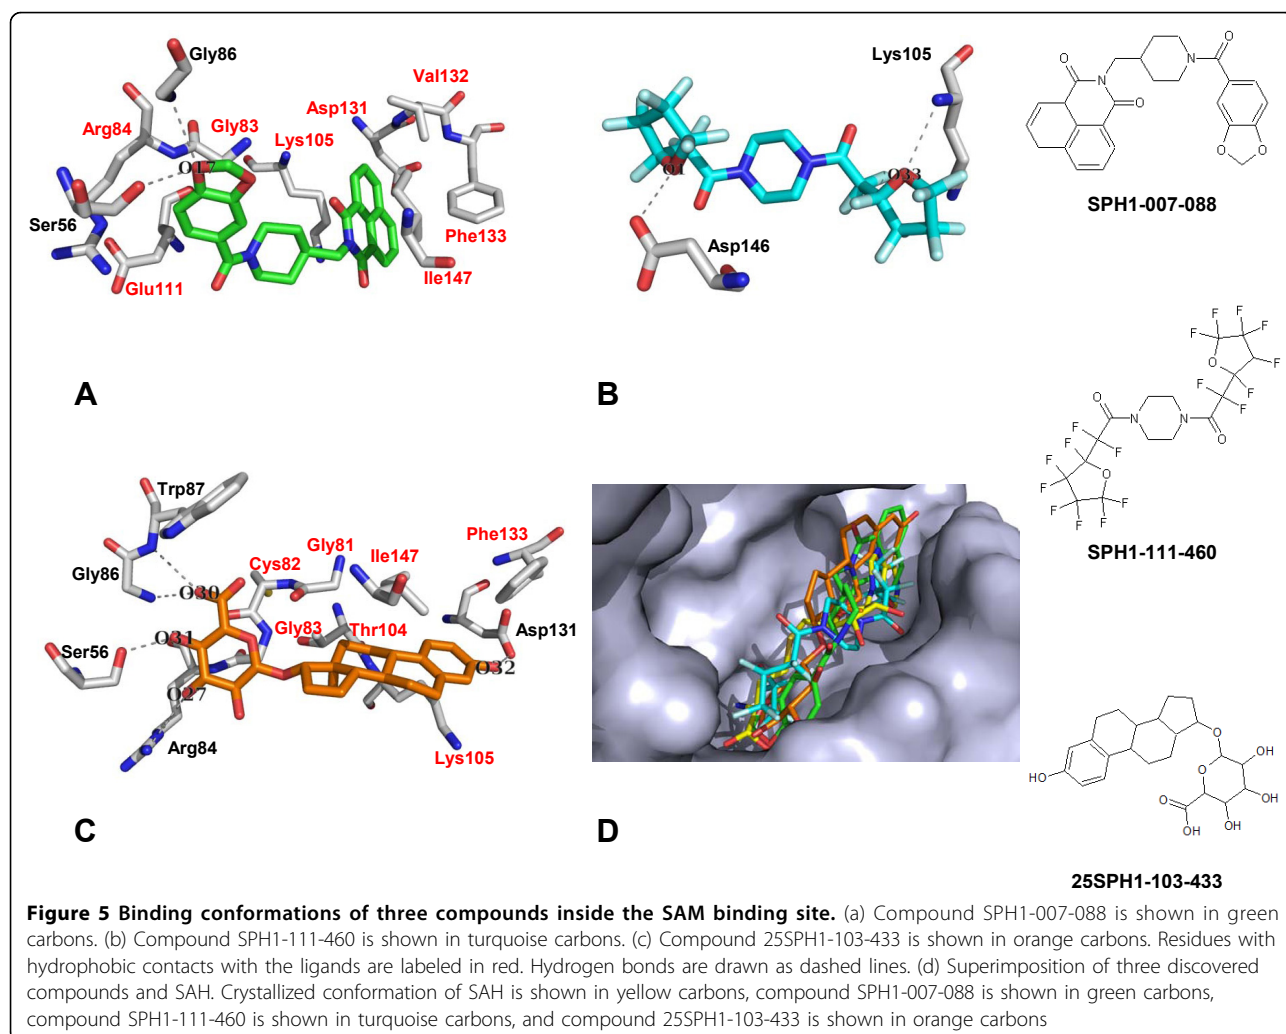 Gly86
Val132
Arg84
Gly83
Asp131
Lys105
O17
Ser56
Phe133
Glu111
Ile147
A
Lys105
O1
O33
Asp146
B
O
O
N
N
O
O
O
SPH1-007-088
F
F
F
F
F
O
F
F
F
F
O
N
N
O
F
F
F
F
F
O
F
F
F
F
SPH1-111-460
Trp87
Phe133
Gly81
Cys82
Ile147
Gly86
O30
Asp131
Gly83
Thr104
Ser56
O31
O32
O27
Arg84
Lys105
C
D
HO
O
O
OH
O
OH
OH
OH
25SPH1-103-433
Figure 5 Binding conformations of three compounds inside the SAM binding site. (a) Compound SPH1-007-088 is shown in green
carbons. (b) Compound SPH1-111-460 is shown in turquoise carbons. (c) Compound 25SPH1-103-433 is shown in orange carbons. Residues with
hydrophobic contacts with the ligands are labeled in red. Hydrogen bonds are drawn as dashed lines. (d) Superimposition of three discovered
compounds and SAH. Crystallized conformation of SAH is shown in yellow carbons, compound SPH1-007-088 is shown in green carbons,
compound SPH1-111-460 is shown in turquoise carbons, and compound 25SPH1-103-433 is shown in orange carbons